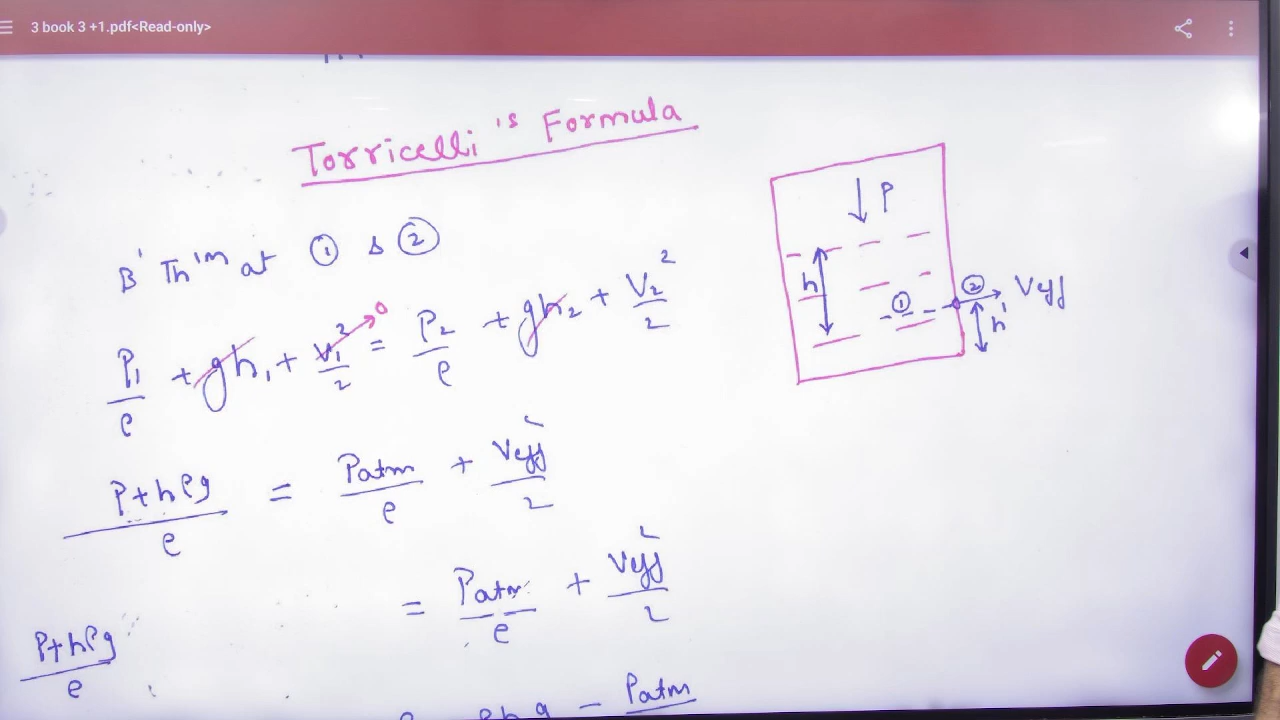 3 book 3 +1.pdf<Read-only>
Torricelli's Formula
B' Th'm at ① & ②
P₁/ρ + gh₁ + v₁²/2 → 0 = P₂/ρ + gh₂ + V₂²/2
P
h
①
②
Veff
h'
P+hρg/ρ = Patm/ρ + Veff²/2
P+hρg/ρ = Patm/ρ + Veff²/2
ρhg − Patm